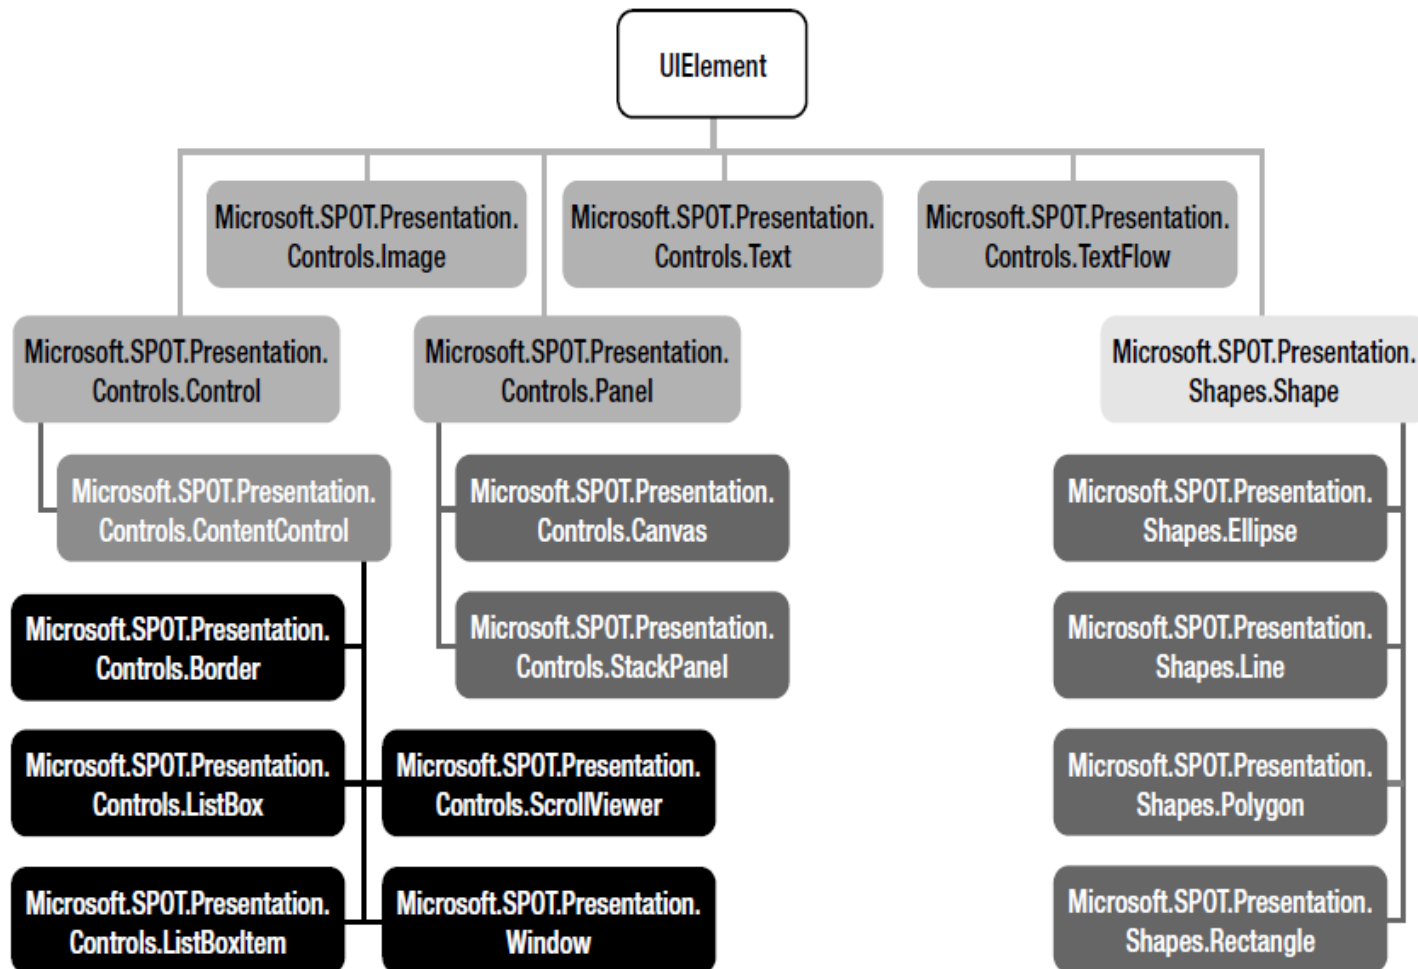 UIElement
Microsoft.SPOT.Presentation.
Controls.Image
Microsoft.SPOT.Presentation.
Controls.Text
Microsoft.SPOT.Presentation.
Controls.TextFlow
Microsoft.SPOT.Presentation.
Controls.Control
Microsoft.SPOT.Presentation.
Controls.Panel
Microsoft.SPOT.Presentation.
Shapes.Shape
Microsoft.SPOT.Presentation.
Controls.ContentControl
Microsoft.SPOT.Presentation.
Controls.Canvas
Microsoft.SPOT.Presentation.
Shapes.Ellipse
Microsoft.SPOT.Presentation.
Controls.Border
Microsoft.SPOT.Presentation.
Controls.StackPanel
Microsoft.SPOT.Presentation.
Shapes.Line
Microsoft.SPOT.Presentation.
Controls.ListBox
Microsoft.SPOT.Presentation.
Controls.ScrollViewer
Microsoft.SPOT.Presentation.
Shapes.Polygon
Microsoft.SPOT.Presentation.
Controls.ListBoxItem
Microsoft.SPOT.Presentation.
Window
Microsoft.SPOT.Presentation.
Shapes.Rectangle